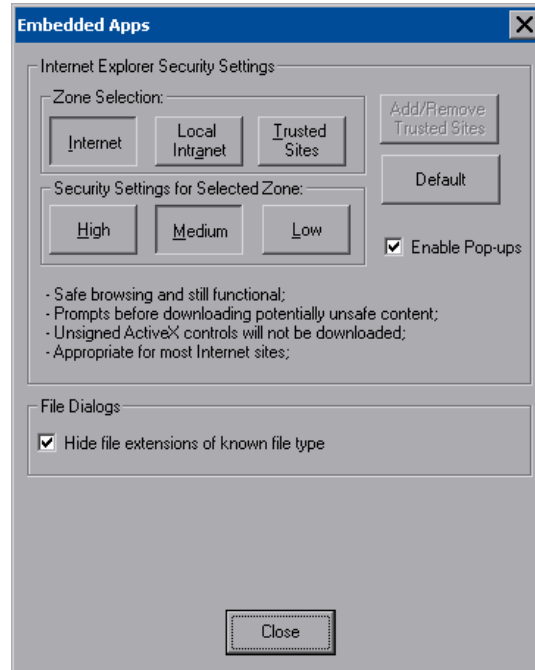 Embedded Apps
Internet Explorer Security Settings
Zone Selection:
Internet
Local
Intranet
Trusted
Sites
Add/Remove
Trusted Sites
Default
Security Settings for Selected Zone:
High
Medium
Low
Enable Pop-ups
- Safe browsing and still functional;
- Prompts before downloading potentially unsafe content;
- Unsigned ActiveX controls will not be downloaded;
- Appropriate for most Internet sites;
File Dialogs
Hide file extensions of known file type
Close